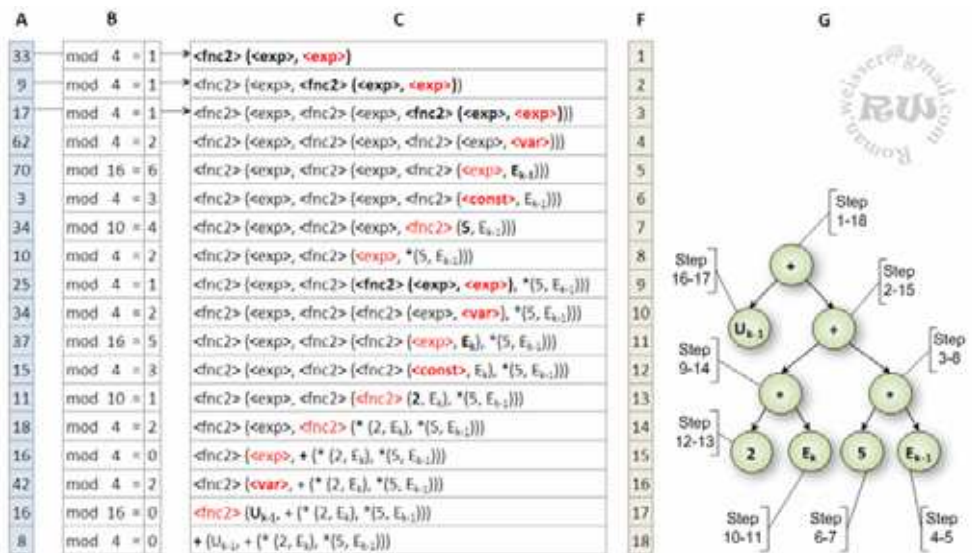 A B C F G
33 mod 4 = 1 <fnc2> (<exp>, <exp>) 1
9 mod 4 = 1 <fnc2> (<exp>, <fnc2> (<exp>, <exp>)) 2
17 mod 4 = 1 <fnc2> (<exp>, <fnc2> (<exp>, <fnc2> (<exp>, <exp>))) 3
62 mod 4 = 2 <fnc2> (<exp>, <fnc2> (<exp>, <fnc2> (<exp>, <var>))) 4
70 mod 16 = 6 <fnc2> (<exp>, <fnc2> (<exp>, <fnc2> (<exp>, Ek-1))) 5
3 mod 4 = 3 <fnc2> (<exp>, <fnc2> (<exp>, <fnc2> (<const>, Ek-1))) 6
34 mod 10 = 4 <fnc2> (<exp>, <fnc2> (<exp>, <fnc2> (5, Ek-1))) 7
10 mod 4 = 2 <fnc2> (<exp>, <fnc2> (<exp>, *(5, Ek-1))) 8
25 mod 4 = 1 <fnc2> (<exp>, <fnc2> (<fnc2> (<exp>, <exp>), *(5, Ek-1))) 9
34 mod 4 = 2 <fnc2> (<exp>, <fnc2> (<fnc2> (<exp>, <var>), *(5, Ek-1))) 10
37 mod 16 = 5 <fnc2> (<exp>, <fnc2> (<fnc2> (<exp>, Ek), *(5, Ek-1))) 11
15 mod 4 = 3 <fnc2> (<exp>, <fnc2> (<fnc2> (<const>, Ek), *(5, Ek-1))) 12
11 mod 10 = 1 <fnc2> (<exp>, <fnc2> (<fnc2> (2, Ek), *(5, Ek-1))) 13
18 mod 4 = 2 <fnc2> (<exp>, <fnc2> (* (2, Ek), *(5, Ek-1))) 14
16 mod 4 = 0 <fnc2> (<exp>, + (* (2, Ek), *(5, Ek-1))) 15
42 mod 4 = 2 <fnc2> (<var>, + (* (2, Ek), *(5, Ek-1))) 16
16 mod 16 = 0 <fnc2> (Uk-1, + (* (2, Ek), *(5, Ek-1))) 17
8 mod 4 = 0 + (Uk-1, + (* (2, Ek), *(5, Ek-1))) 18
Romanweisser@gmail.com
RW
Step
1-18
Step
16-17
+
Step
2-15
Uk-1
+
Step
3-8
Step
9-14
* *
Step
12-13
2 Ek 5 Ek-1
Step
10-11
Step
6-7
Step
4-5